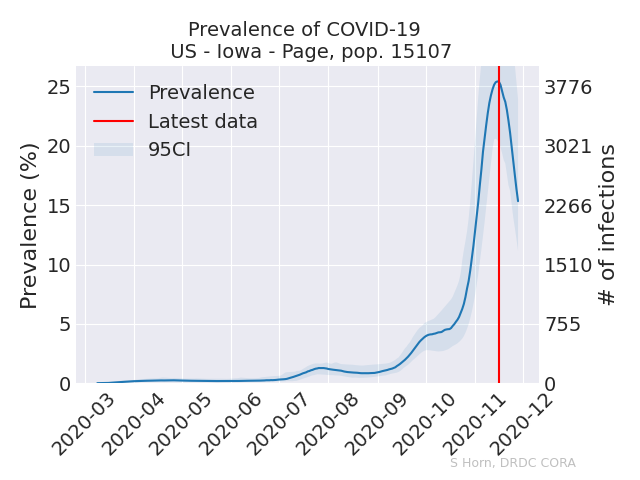 Prevalence of COVID-19
US - Iowa - Page, pop. 15107
Prevalence
Latest data
95CI
Prevalence (%)
25
20
15
10
5
0
3776
3021
2266
1510
755
0
# of infections
2020-03
2020-04
2020-05
2020-06
2020-07
2020-08
2020-09
2020-10
2020-11
2020-12
S Horn, DRDC CORA